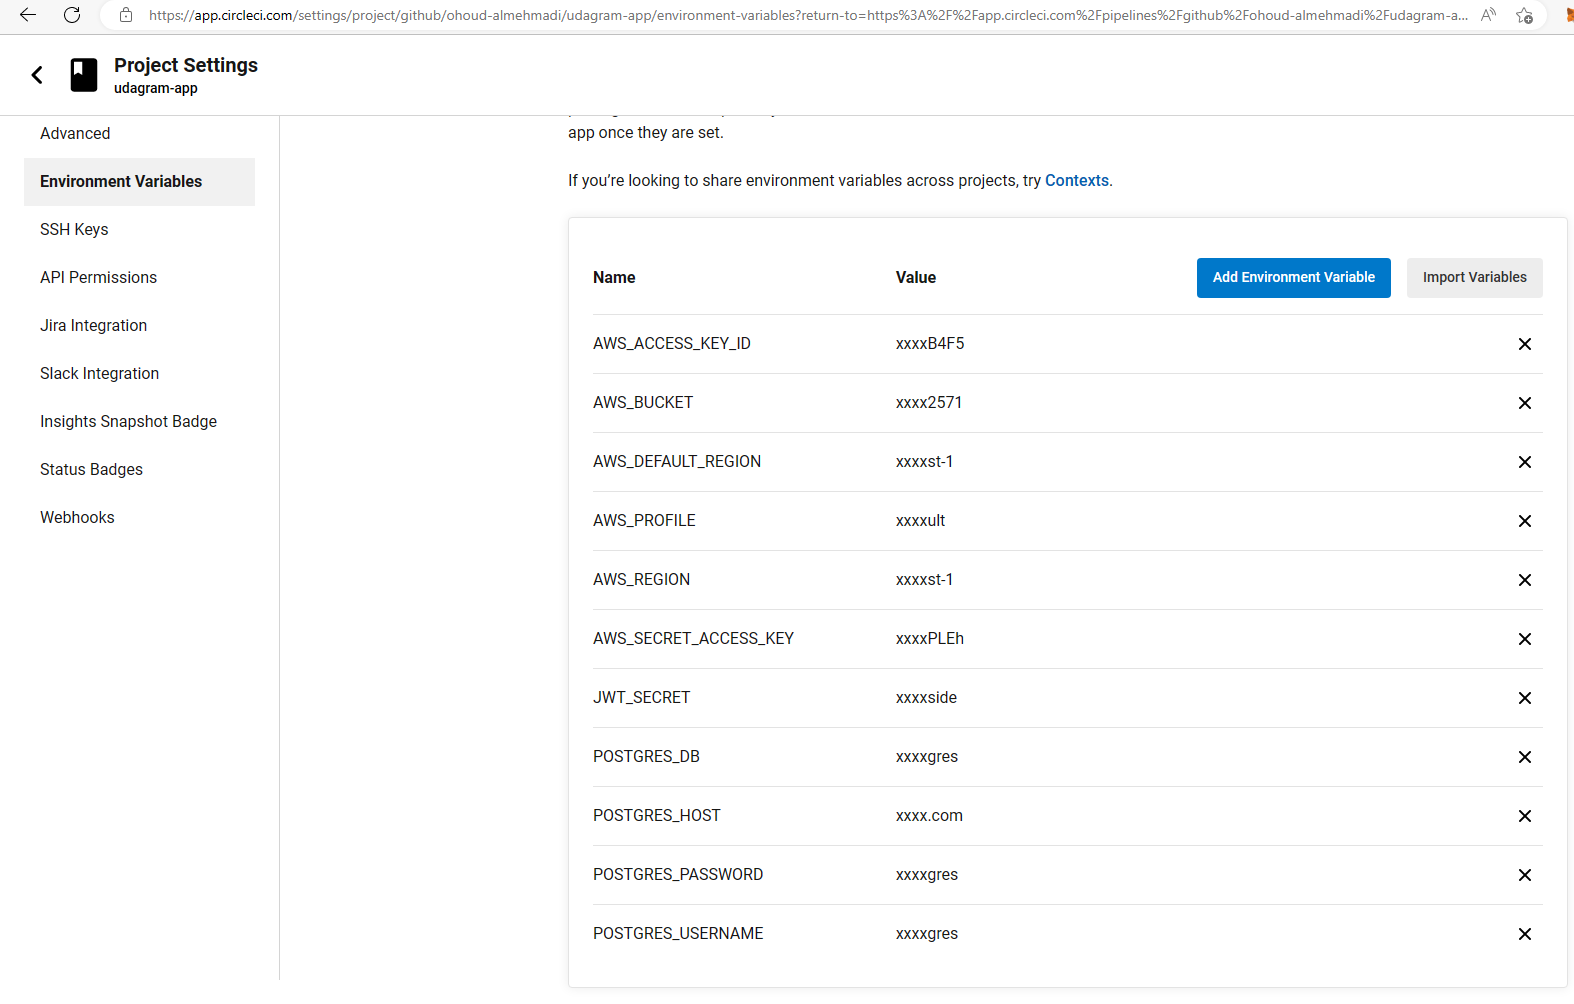 https://app.circleci.com/settings/project/github/ohoud-almehmadi/udagram-app/environment-variables?return-to=https%3A%2F%2Fapp.circleci.com%2Fpipelines%2Fgithub%2Fohoud-almehmadi%2Fudagram-a...
Project Settings
udagram-app
Advanced
Environment Variables
SSH Keys
API Permissions
Jira Integration
Slack Integration
Insights Snapshot Badge
Status Badges
Webhooks
app once they are set.
If you’re looking to share environment variables across projects, try Contexts.
Name Value Add Environment Variable Import Variables
AWS_ACCESS_KEY_ID xxxxB4F5
AWS_BUCKET xxxx2571
AWS_DEFAULT_REGION xxxxst-1
AWS_PROFILE xxxxult
AWS_REGION xxxxst-1
AWS_SECRET_ACCESS_KEY xxxxPLEh
JWT_SECRET xxxxside
POSTGRES_DB xxxxgres
POSTGRES_HOST xxxx.com
POSTGRES_PASSWORD xxxxgres
POSTGRES_USERNAME xxxxgres